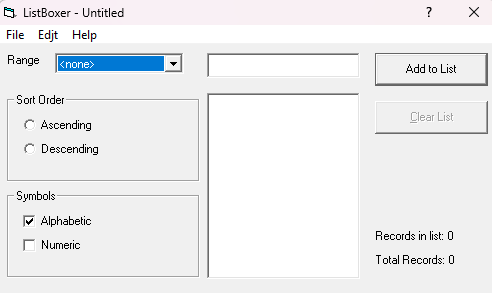 ListBoxer - Untitled
File Edjt Help
Range <none> Add to List
Sort Order
Ascending
Descending
Clear List
Symbols
Alphabetic
Numeric
Records in list: 0
Total Records: 0